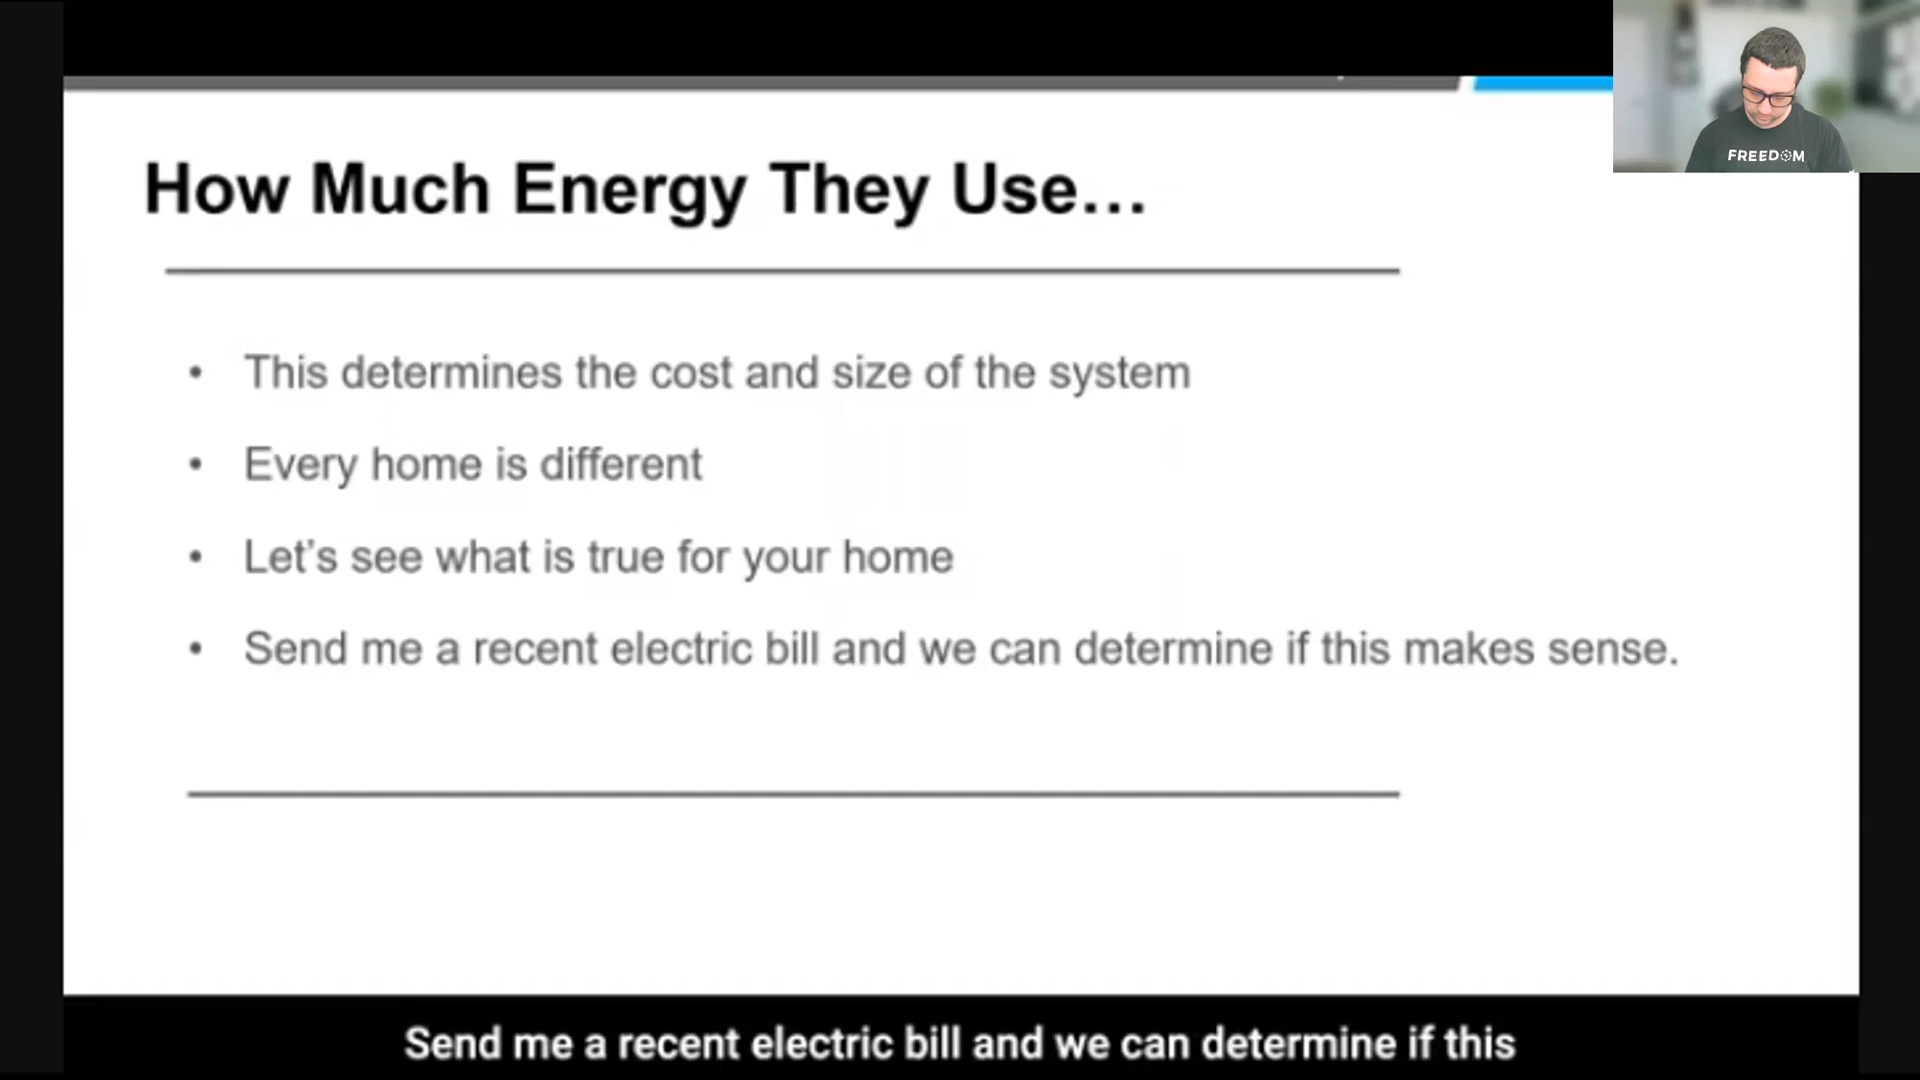 How Much Energy They Use...
• This determines the cost and size of the system
• Every home is different
• Let's see what is true for your home
• Send me a recent electric bill and we can determine if this makes sense.
FREEDOM
Send me a recent electric bill and we can determine if this